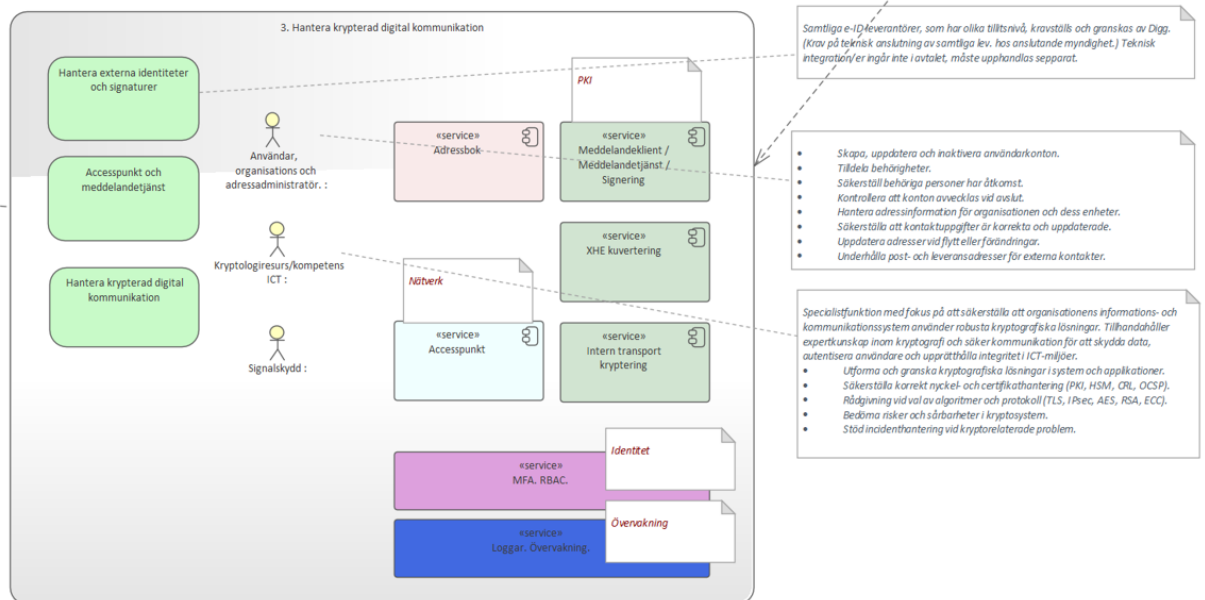 3. Hantera krypterad digital kommunikation
Hantera externa identiteter
och signaturer
Accesspunkt och
meddelandetjänst
Hantera krypterad digital
kommunikation
Användar,
organisations och
adressadministratör. :
Kryptologiresurs/kompetens
ICT :
Signalskydd :
«service»
Adressbok
PKI
«service»
Meddelandeklient /
Meddelandetjänst /
Signering
«service»
XHE kuvertering
Nätverk
«service»
Accesspunkt
«service»
Intern transport
kryptering
Identitet
«service»
MFA. RBAC.
Övervakning
«service»
Loggar. Övervakning.
Samtliga e-ID-leverantörer, som har olika tillitsnivå, kravställs och granskas av Digg.
(Krav på teknisk anslutning av samtliga lev. hos anslutande myndighet.) Teknisk
integration/er ingår inte i avtalet, måste upphandlas sepparat.
• Skapa, uppdatera och inaktivera användarkonton.
• Tilldela behörigheter.
• Säkerställ behöriga personer har åtkomst.
• Kontrollera att konton avvecklas vid avslut.
• Hantera adressinformation för organisationen och dess enheter.
• Säkerställa att kontaktuppgifter är korrekta och uppdaterade.
• Uppdatera adresser vid flytt eller förändringar.
• Underhålla post- och leveransadresser för externa kontakter.
Specialistfunktion med fokus på att säkerställa att organisationens informations- och
kommunikationssystem använder robusta kryptografiska lösningar. Tillhandahåller
expertkunskap inom kryptografi och säker kommunikation för att skydda data,
autentisera användare och upprätthålla integritet i ICT-miljöer.
• Utforma och granska kryptografiska lösningar i system och applikationer.
• Säkerställa korrekt nyckel- och certifikathantering (PKI, HSM, CRL, OCSP).
• Rådgivning vid val av algoritmer och protokoll (TLS, IPsec, AES, RSA, ECC).
• Bedöma risker och sårbarheter i kryptosystem.
• Stöd incidenthantering vid kryptorelaterade problem.